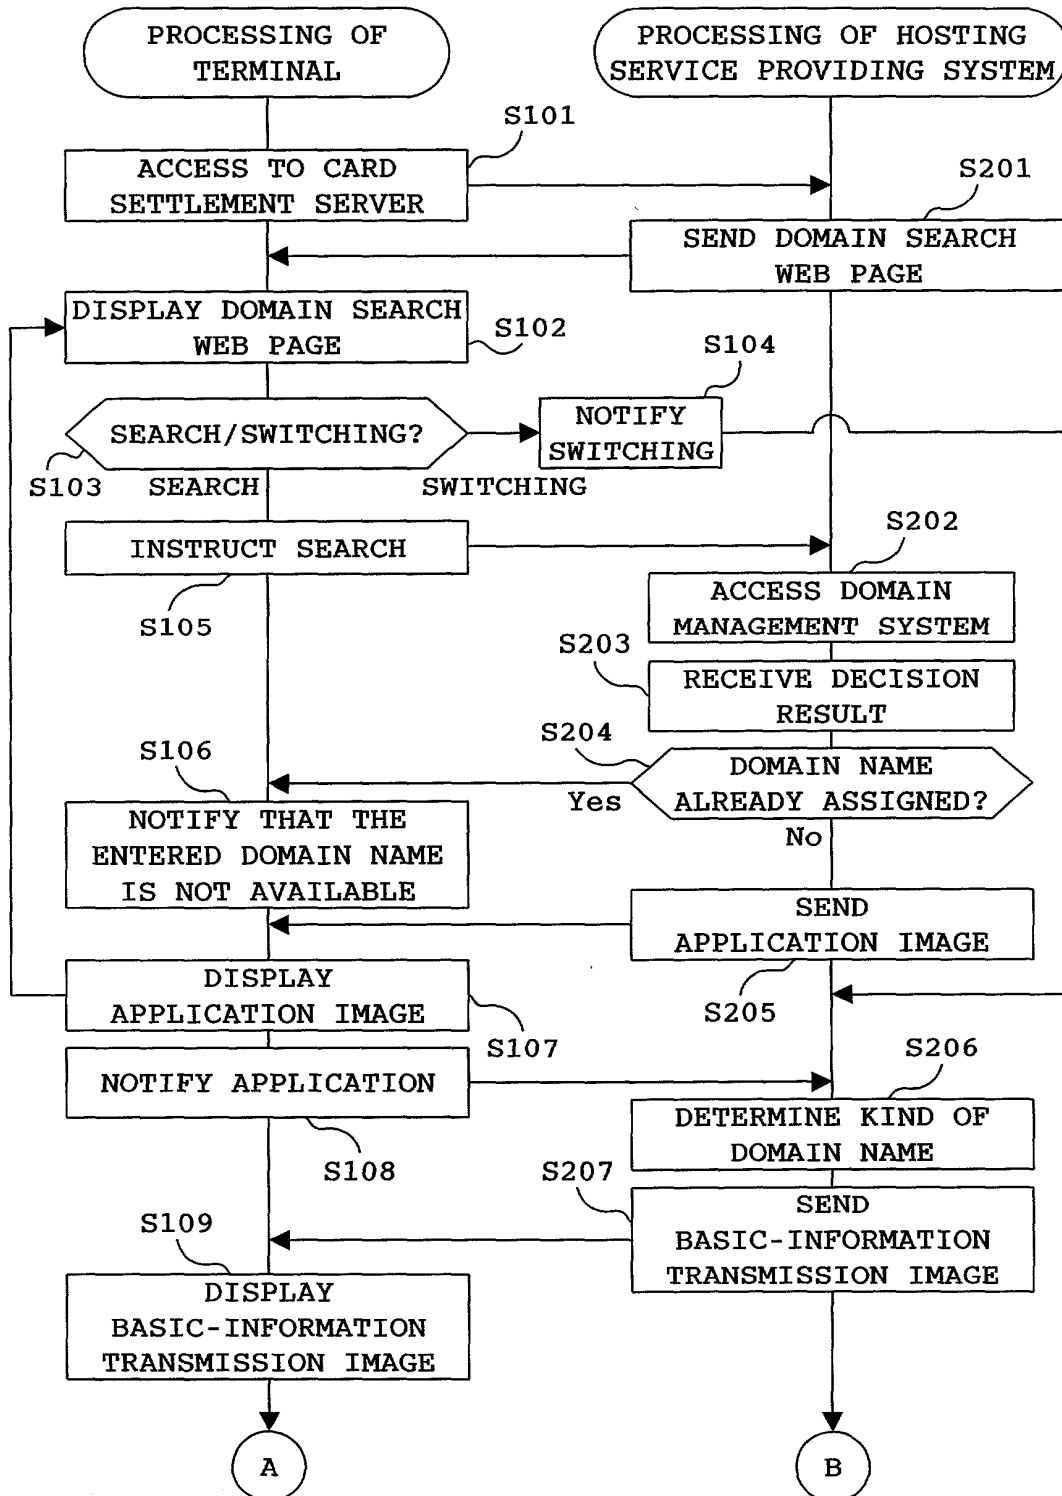 PROCESSING OF
TERMINAL
PROCESSING OF HOSTING
SERVICE PROVIDING SYSTEM
S101
ACCESS TO CARD
SETTLEMENT SERVER
S201
SEND DOMAIN SEARCH
WEB PAGE
DISPLAY DOMAIN SEARCH
WEB PAGE
S102
S104
NOTIFY
SWITCHING
SEARCH/SWITCHING?
S103
SEARCH
SWITCHING
INSTRUCT SEARCH
S105
S202
ACCESS DOMAIN
MANAGEMENT SYSTEM
S203
RECEIVE DECISION
RESULT
S204
DOMAIN NAME
ALREADY ASSIGNED?
Yes
No
S106
NOTIFY THAT THE
ENTERED DOMAIN NAME
IS NOT AVAILABLE
SEND
APPLICATION IMAGE
S205
DISPLAY
APPLICATION IMAGE
S107
NOTIFY APPLICATION
S108
S206
DETERMINE KIND OF
DOMAIN NAME
S207
SEND
BASIC-INFORMATION
TRANSMISSION IMAGE
S109
DISPLAY
BASIC-INFORMATION
TRANSMISSION IMAGE
A
B